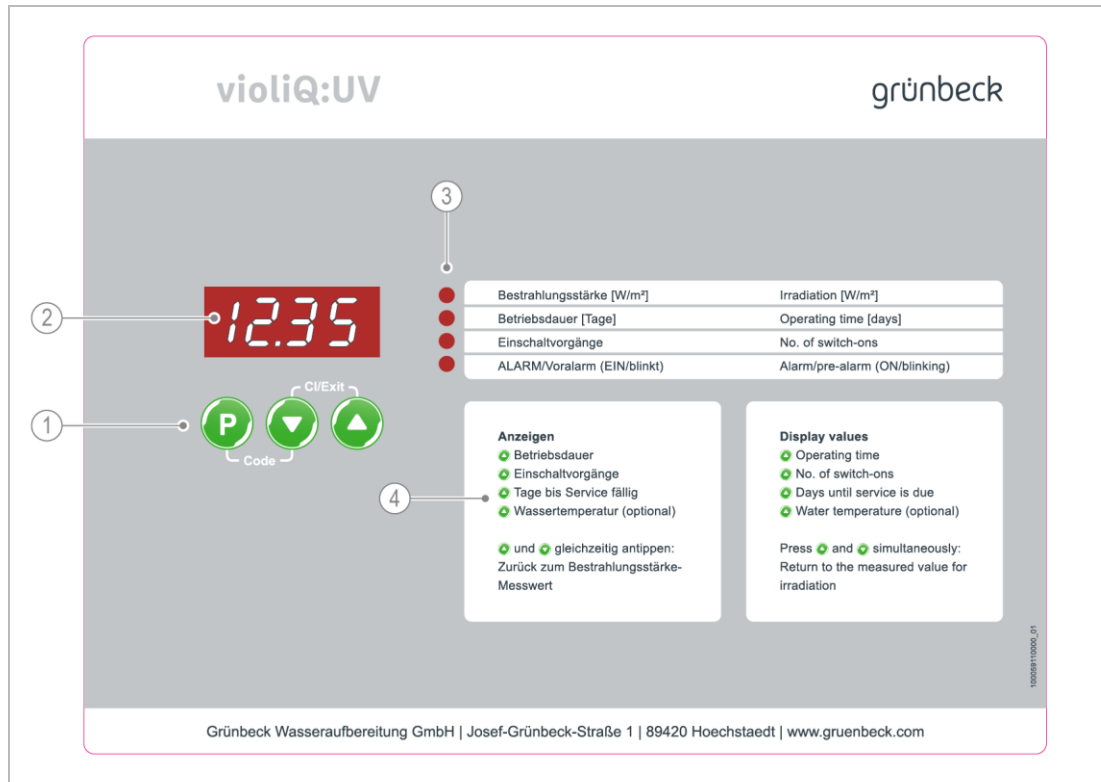 violiQ:UV
grünbeck
3
2
12.35
Bestrahlungsstärke [W/m²] Irradiation [W/m²]
Betriebsdauer [Tage] Operating time [days]
Einschaltvorgänge No. of switch-ons
ALARM/Voralarm (EIN/blinkt) Alarm/pre-alarm (ON/blinking)
Cl/Exit
1
P
Code
4
Anzeigen
Betriebsdauer
Einschaltvorgänge
Tage bis Service fällig
Wassertemperatur (optional)
und gleichzeitig antippen:
Zurück zum Bestrahlungsstärke-
Messwert
Display values
Operating time
No. of switch-ons
Days until service is due
Water temperature (optional)
Press and simultaneously:
Return to the measured value for
irradiation
100059110000_01
Grünbeck Wasseraufbereitung GmbH | Josef-Grünbeck-Straße 1 | 89420 Hoechstaedt | www.gruenbeck.com